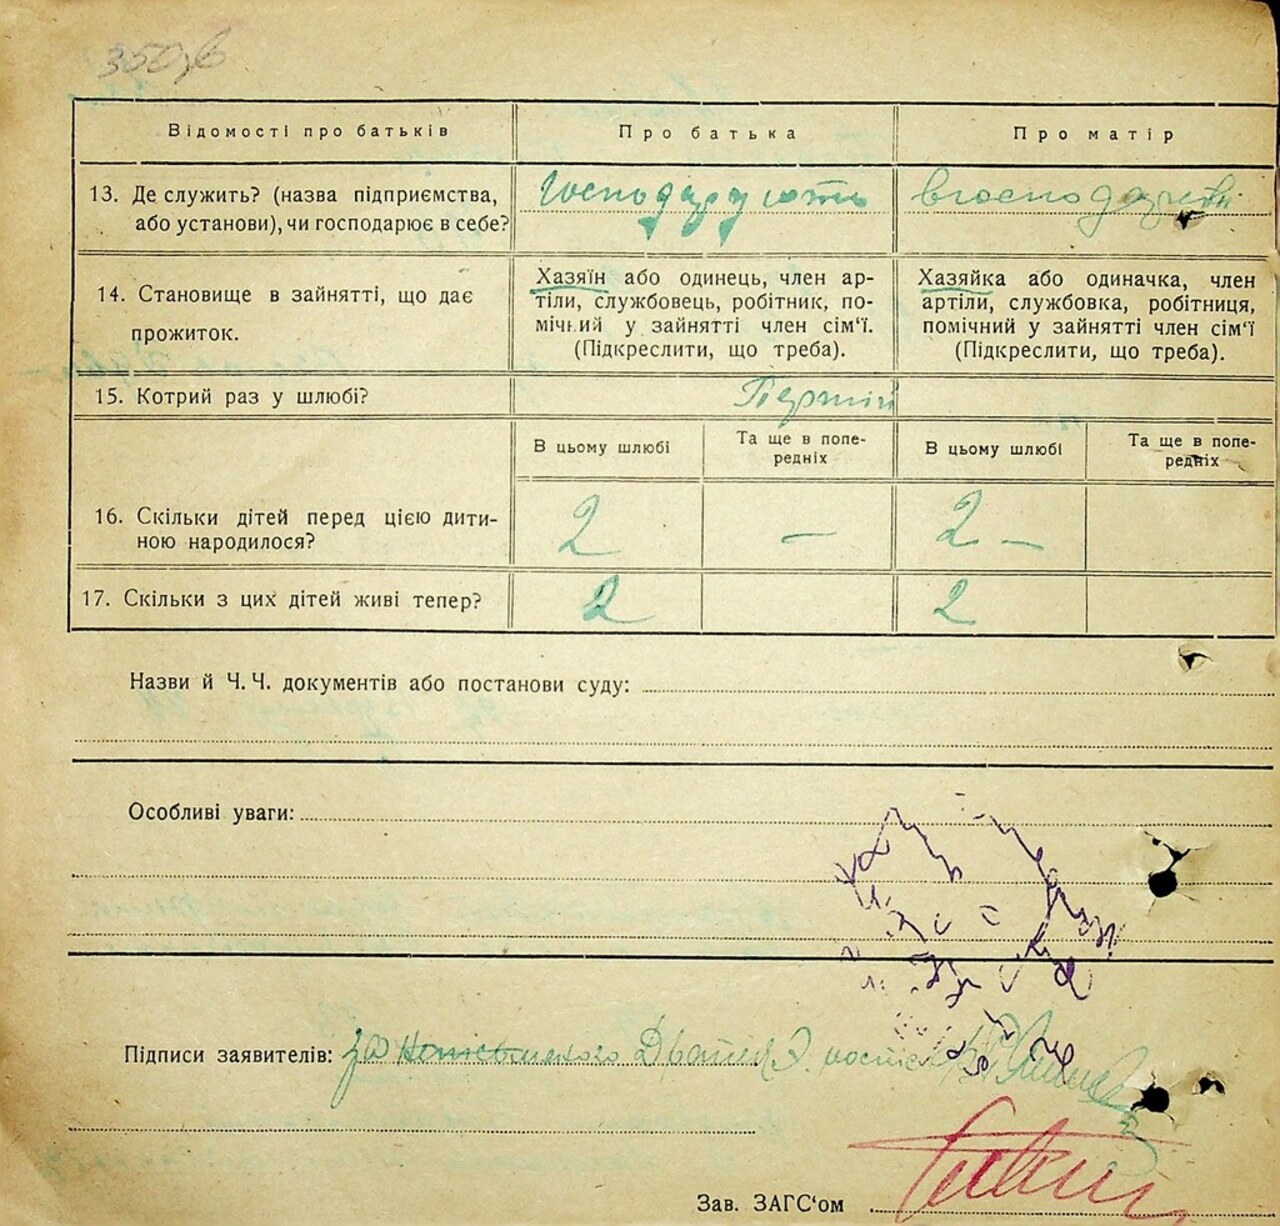 350,6
Відомості про батьків
Про батька
Про матір
13. Де служить? (назва підприємства,
або установи), чи господарює в себе?
Господарують
в господарстві
14. Становище в зайнятті, що дає
прожиток.
Хазяїн або одинець, член ар-
тіли, службовець, робітник, по-
мічний у зайнятті член сім‘ї.
(Підкреслити, що треба).
Хазяйка або одиначка, член
артіли, службовка, робітниця,
помічний у зайнятті член сім‘ї
(Підкреслити, що треба).
15. Котрий раз у шлюбі?
Перший
В цьому шлюбі
Та ще в попе-
редніх
В цьому шлюбі
Та ще в попе-
редніх
16. Скільки дітей перед цією дити-
ною народилося?
2 — 2 —
17. Скільки з цих дітей живі тепер?
2 2
Назви й Ч. Ч. документів або постанови суду:
Особливі уваги:
Підписи заявителів: за
Зав. ЗАГС‘ом